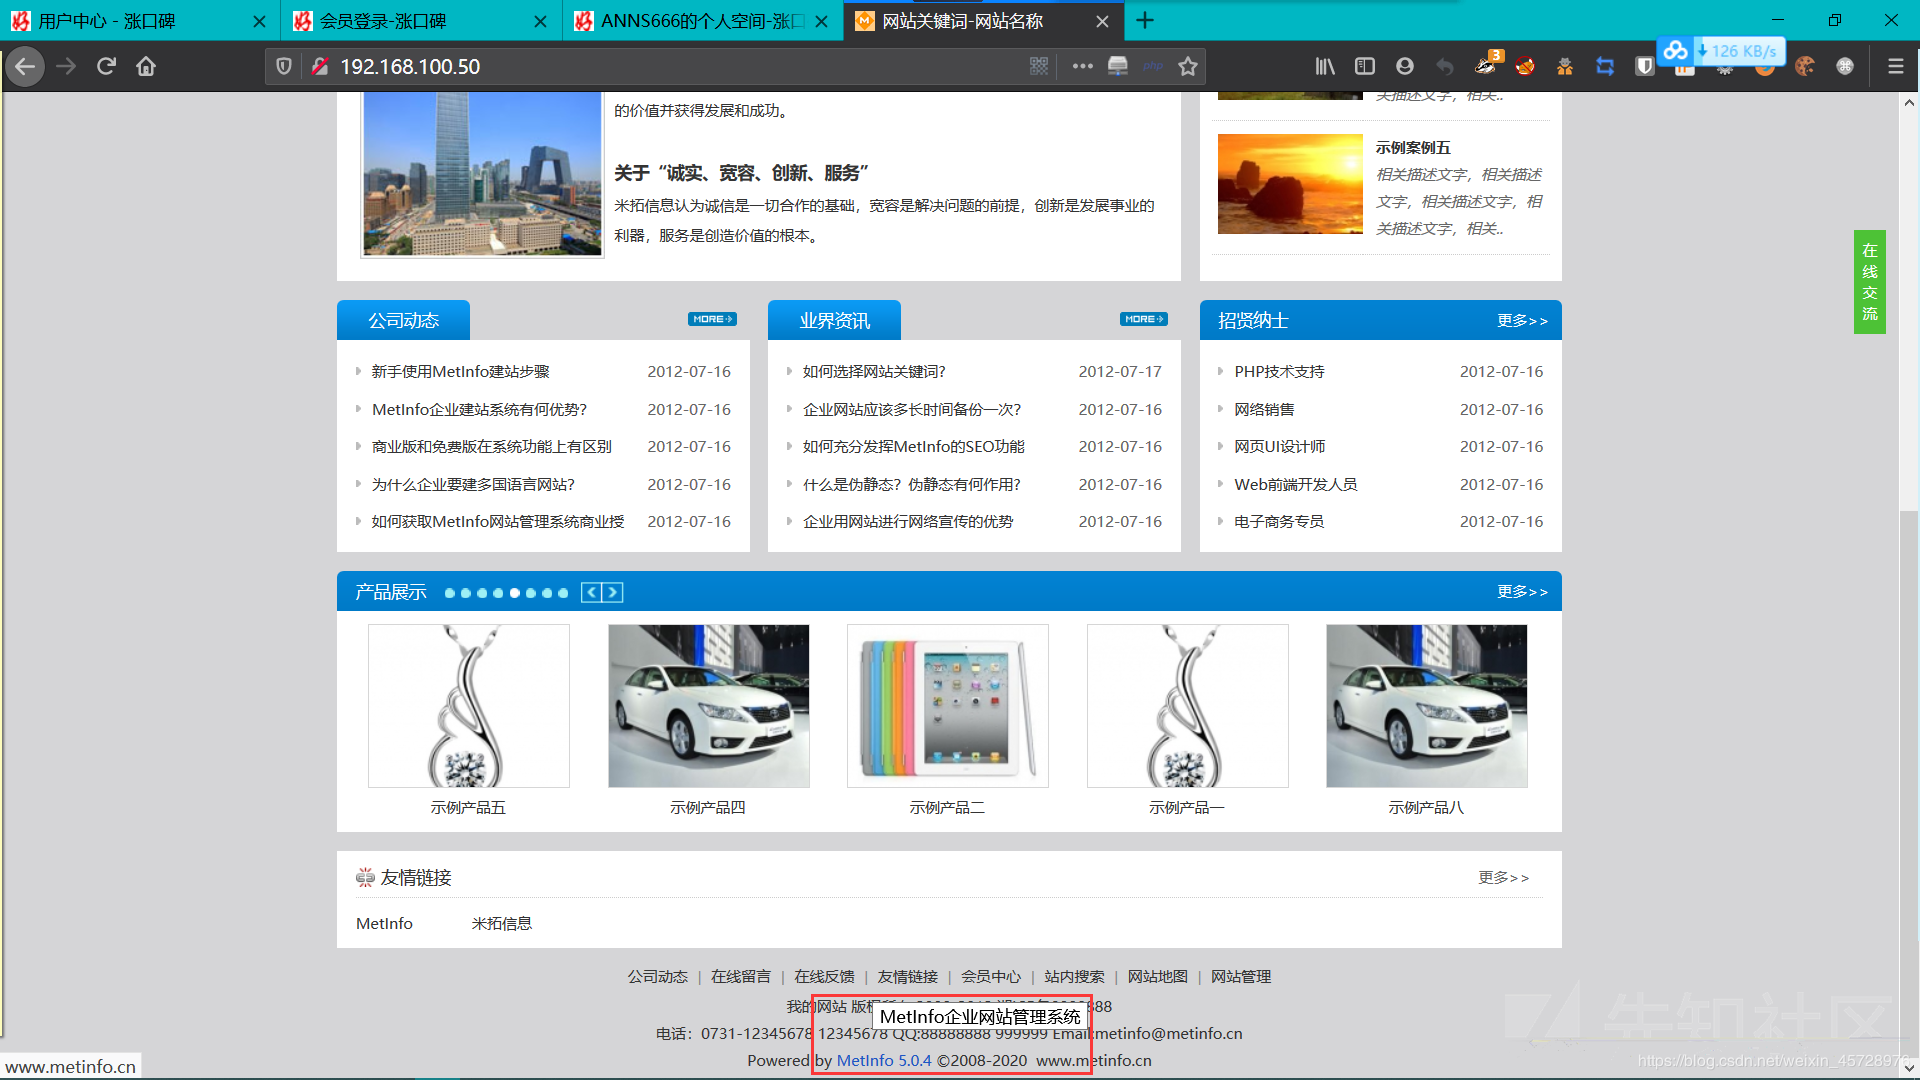 用户中心 - 涨口碑
会员登录-涨口碑
ANNS666的个人空间-涨口
网站关键词-网站名称
192.168.100.50
php
3
126 KB/s
的价值并获得发展和成功。
关于“诚实、宽容、创新、服务”
米拓信息认为诚信是一切合作的基础，宽容是解决问题的前提，创新是发展事业的
利器，服务是创造价值的根本。
关描述文字，相关..
示例案例五
相关描述文字，相关描述
文字，相关描述文字，相
关描述文字，相关..
在线交流
公司动态
MORE
新手使用MetInfo建站步骤 2012-07-16
MetInfo企业建站系统有何优势? 2012-07-16
商业版和免费版在系统功能上有区别 2012-07-16
为什么企业要建多国语言网站? 2012-07-16
如何获取MetInfo网站管理系统商业授 2012-07-16
业界资讯
MORE
如何选择网站关键词? 2012-07-17
企业网站应该多长时间备份一次? 2012-07-16
如何充分发挥MetInfo的SEO功能 2012-07-16
什么是伪静态? 伪静态有何作用? 2012-07-16
企业用网站进行网络宣传的优势 2012-07-16
招贤纳士
更多>>
PHP技术支持 2012-07-16
网络销售 2012-07-16
网页UI设计师 2012-07-16
Web前端开发人员 2012-07-16
电子商务专员 2012-07-16
产品展示
更多>>
示例产品五
示例产品四
示例产品二
示例产品一
示例产品八
友情链接
更多>>
MetInfo 米拓信息
公司动态 | 在线留言 | 在线反馈 | 友情链接 | 会员中心 | 站内搜索 | 网站地图 | 网站管理
我的网站
MetInfo企业网站管理系统
电话：0731-12345678 12345678 QQ:88888888 999999 Email:metinfo@metinfo.cn
Powered by MetInfo 5.0.4 ©2008-2020 www.metinfo.cn
www.metinfo.cn
先知社区